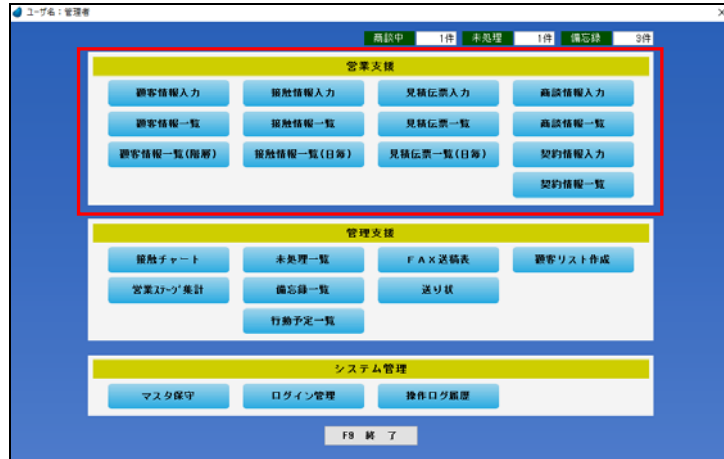 ユーザ名：管理者
商談中 1件 未処理 1件 備忘録 3件
営業支援
顧客情報入力 接触情報入力 見積伝票入力 商談情報入力
顧客情報一覧 接触情報一覧 見積伝票一覧 商談情報一覧
顧客情報一覧(階層) 接触情報一覧(日毎) 見積伝票一覧(日毎) 契約情報入力
契約情報一覧
管理支援
接触チャート 未処理一覧 ＦＡＸ送稿表 顧客リスト作成
営業ｽﾃｰｼﾞ集計 備忘録一覧 送り状
行動予定一覧
システム管理
マスタ保守 ログイン管理 操作ログ履歴
F9 終 了